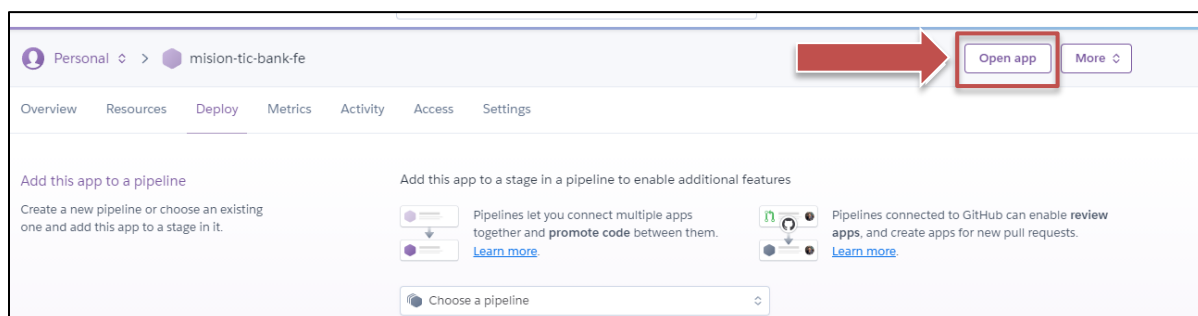 Personal > mision-tic-bank-fe
Open app
More
Overview Resources Deploy Metrics Activity Access Settings
Add this app to a pipeline
Create a new pipeline or choose an existing
one and add this app to a stage in it.
Add this app to a stage in a pipeline to enable additional features
Pipelines let you connect multiple apps
together and promote code between them.
Learn more.
Pipelines connected to GitHub can enable review
apps, and create apps for new pull requests.
Learn more.
Choose a pipeline